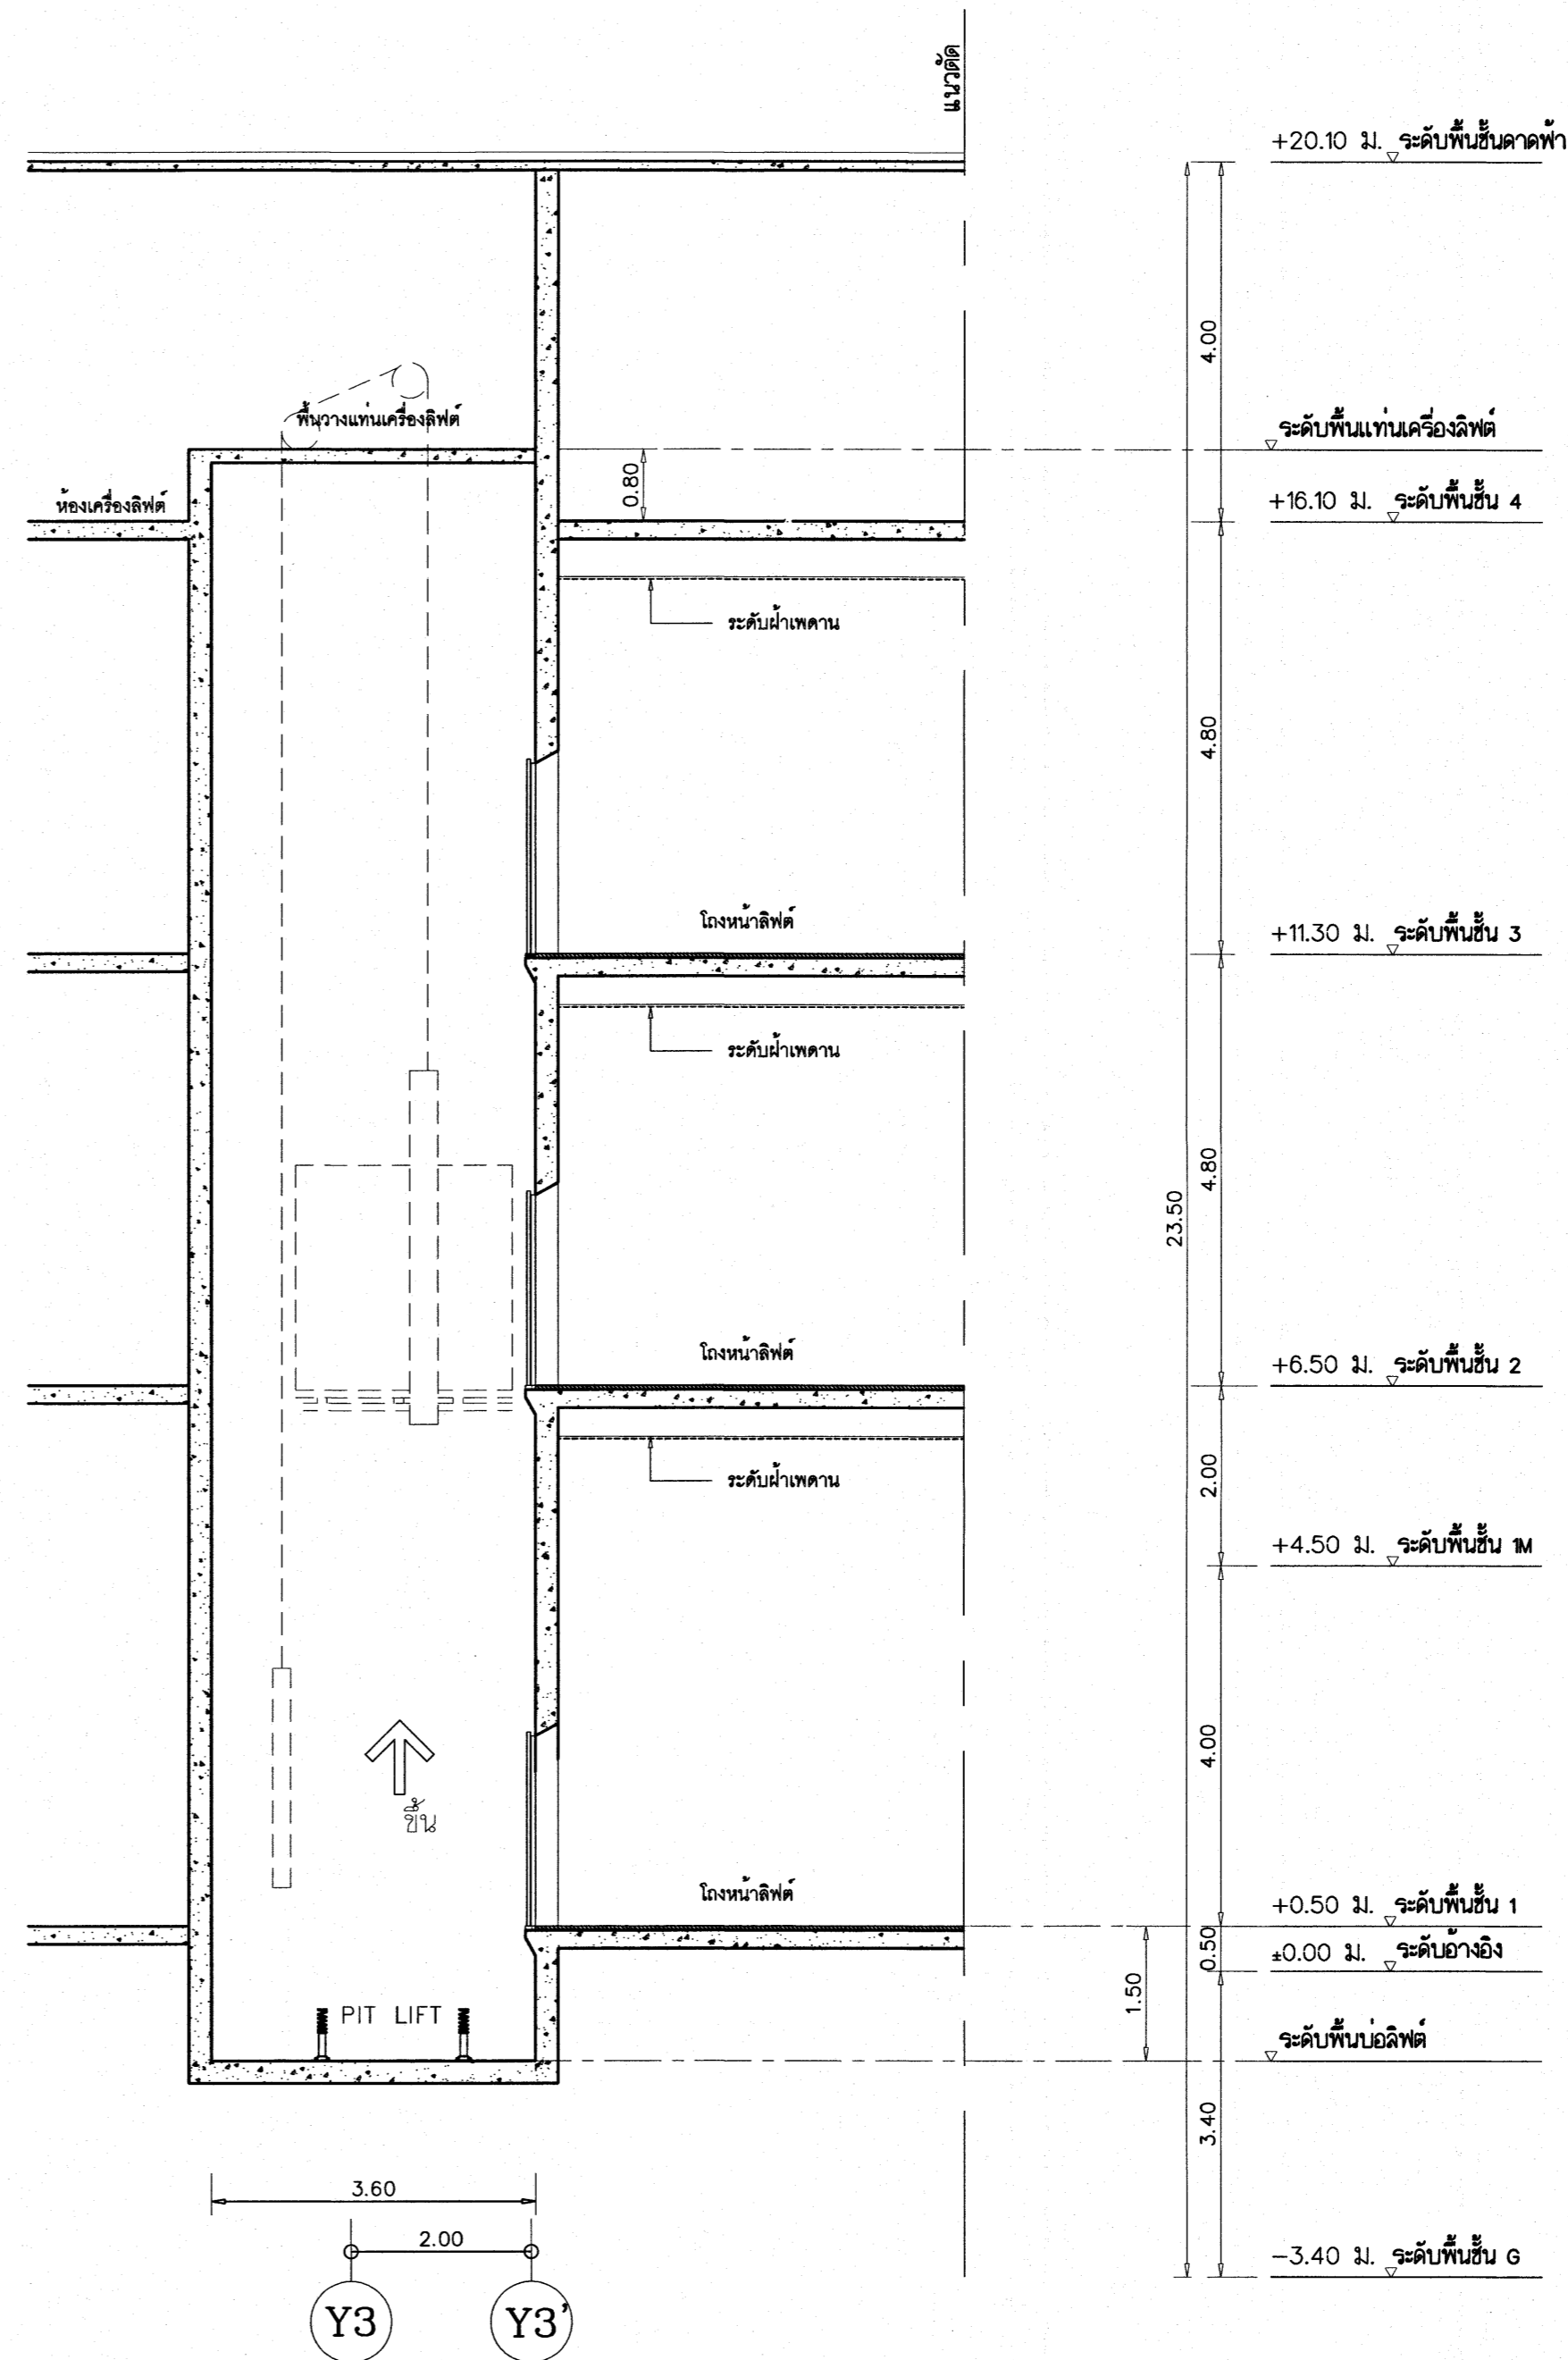 แนวตัด
+20.10 ม. ระดับพื้นชั้นดาดฟ้า
4.00
พื้นวางแท่นเครื่องลิฟต์
ระดับพื้นแท่นเครื่องลิฟต์
0.80
ห้องเครื่องลิฟต์
+16.10 ม. ระดับพื้นชั้น 4
ระดับฝ้าเพดาน
4.80
โถงหน้าลิฟต์
+11.30 ม. ระดับพื้นชั้น 3
ระดับฝ้าเพดาน
4.80
23.50
โถงหน้าลิฟต์
+6.50 ม. ระดับพื้นชั้น 2
ระดับฝ้าเพดาน
2.00
+4.50 ม. ระดับพื้นชั้น 1M
4.00
ขึ้น
โถงหน้าลิฟต์
+0.50 ม. ระดับพื้นชั้น 1
0.50
±0.00 ม. ระดับอ้างอิง
1.50
PIT LIFT
ระดับพื้นบ่อลิฟต์
3.40
3.60
2.00
-3.40 ม. ระดับพื้นชั้น G
Y3
Y3'